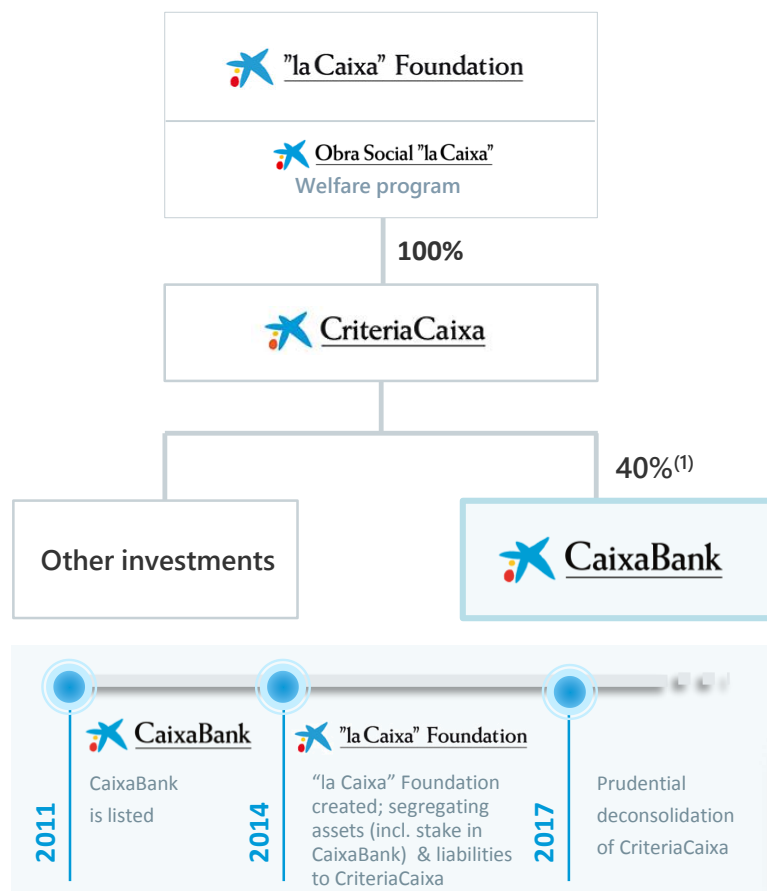 ”la Caixa” Foundation
Obra Social ”la Caixa”
Welfare program
100%
CriteriaCaixa
40%(1)
Other investments
CaixaBank
2011
CaixaBank
CaixaBank
is listed
2014
”la Caixa” Foundation
“la Caixa” Foundation
created; segregating
assets (incl. stake in
CaixaBank) & liabilities
to CriteriaCaixa
2017
Prudential
deconsolidation
of CriteriaCaixa